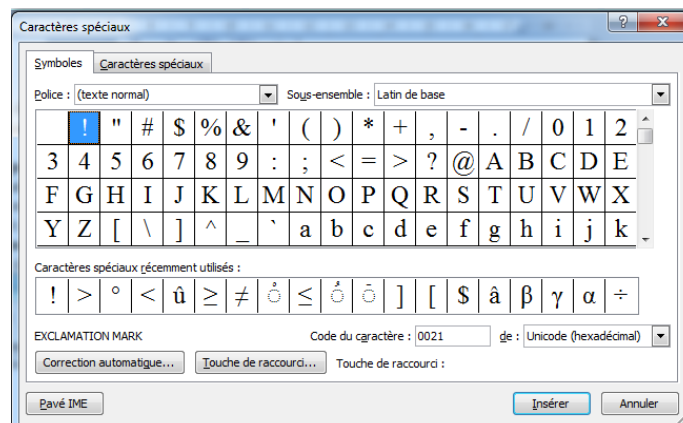 Caractères spéciaux
Symboles Caractères spéciaux
Police : (texte normal) Sous-ensemble : Latin de base
! " # $ % & ' ( ) * + , - . / 0 1 2
3 4 5 6 7 8 9 : ; < = > ? @ A B C D E
F G H I J K L M N O P Q R S T U V W X
Y Z [ \ ] ^ _ ` a b c d e f g h i j k
Caractères spéciaux récemment utilisés :
! > ° < û ≥ ≠ ≤ ] [ $ â β γ α ÷
EXCLAMATION MARK Code du caractère : 0021 de : Unicode (hexadécimal)
Correction automatique... Touche de raccourci... Touche de raccourci :
Pavé IME Insérer Annuler